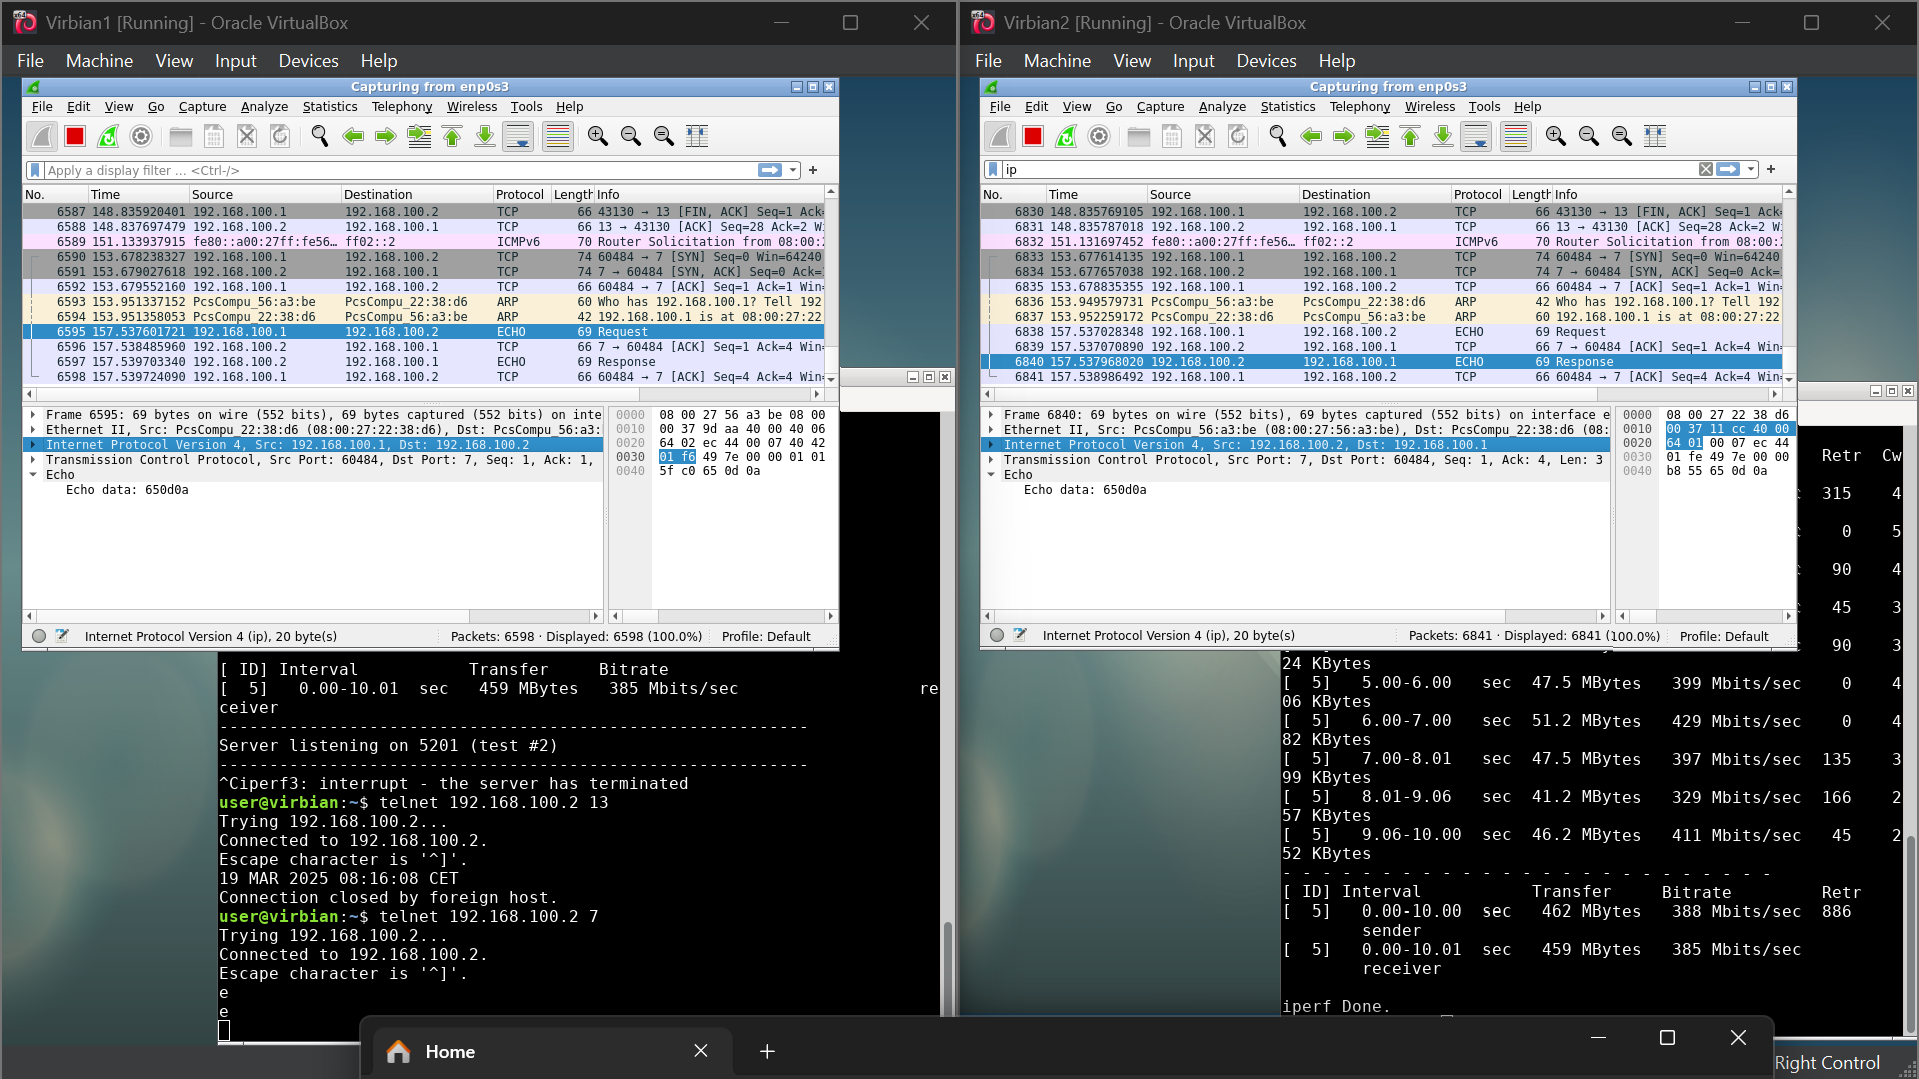 Virbian1 [Running] - Oracle VirtualBox
File Machine View Input Devices Help
Capturing from enp0s3
File Edit View Go Capture Analyze Statistics Telephony Wireless Tools Help
Apply a display filter ... <Ctrl-/>
No. Time Source Destination Protocol Length Info
6587 148.835920401 192.168.100.1 192.168.100.2 TCP 66 43130 → 13 [FIN, ACK] Seq=1 Ack=
6588 148.837697479 192.168.100.2 192.168.100.1 TCP 66 13 → 43130 [ACK] Seq=28 Ack=2 W
6589 151.133937915 fe80::a00:27ff:fe56… ff02::2 ICMPv6 70 Router Solicitation from 08:00:
6590 153.678238327 192.168.100.1 192.168.100.2 TCP 74 60484 → 7 [SYN] Seq=0 Win=64240
6591 153.679027618 192.168.100.2 192.168.100.1 TCP 74 7 → 60484 [SYN, ACK] Seq=0 Ack=
6592 153.679552160 192.168.100.1 192.168.100.2 TCP 66 60484 → 7 [ACK] Seq=1 Ack=1 Win=
6593 153.951337152 PcsCompu_56:a3:be PcsCompu_22:38:d6 ARP 60 Who has 192.168.100.1? Tell 192
6594 153.951358053 PcsCompu_22:38:d6 PcsCompu_56:a3:be ARP 42 192.168.100.1 is at 08:00:27:22
6595 157.537601721 192.168.100.1 192.168.100.2 ECHO 69 Request
6596 157.538485960 192.168.100.2 192.168.100.1 TCP 66 7 → 60484 [ACK] Seq=1 Ack=4 Win=
6597 157.539703340 192.168.100.2 192.168.100.1 ECHO 69 Response
6598 157.539724090 192.168.100.1 192.168.100.2 TCP 66 60484 → 7 [ACK] Seq=4 Ack=4 Win=
Frame 6595: 69 bytes on wire (552 bits), 69 bytes captured (552 bits) on inte
Ethernet II, Src: PcsCompu_22:38:d6 (08:00:27:22:38:d6), Dst: PcsCompu_56:a3:
Internet Protocol Version 4, Src: 192.168.100.1, Dst: 192.168.100.2
Transmission Control Protocol, Src Port: 60484, Dst Port: 7, Seq: 1, Ack: 1,
Echo
Echo data: 650d0a
0000 08 00 27 56 a3 be 08 00
0010 00 37 9d aa 40 00 40 06
0020 64 02 ec 44 00 07 40 42
0030 01 f6 49 7e 00 00 01 01
0040 5f c0 65 0d 0a
Internet Protocol Version 4 (ip), 20 byte(s) Packets: 6598 · Displayed: 6598 (100.0%) Profile: Default
[ ID] Interval Transfer Bitrate
[ 5] 0.00-10.01 sec 459 MBytes 385 Mbits/sec re
ceiver
-----------------------------------------------------------
Server listening on 5201 (test #2)
-----------------------------------------------------------
^Ciperf3: interrupt - the server has terminated
user@virbian:~$ telnet 192.168.100.2 13
Trying 192.168.100.2...
Connected to 192.168.100.2.
Escape character is '^]'.
19 MAR 2025 08:16:08 CET
Connection closed by foreign host.
user@virbian:~$ telnet 192.168.100.2 7
Trying 192.168.100.2...
Connected to 192.168.100.2.
Escape character is '^]'.
e
e
Virbian2 [Running] - Oracle VirtualBox
File Machine View Input Devices Help
Capturing from enp0s3
File Edit View Go Capture Analyze Statistics Telephony Wireless Tools Help
ip
No. Time Source Destination Protocol Length Info
6830 148.835769105 192.168.100.1 192.168.100.2 TCP 66 43130 → 13 [FIN, ACK] Seq=1 Ack
6831 148.835787018 192.168.100.2 192.168.100.1 TCP 66 13 → 43130 [ACK] Seq=28 Ack=2 W
6832 151.131697452 fe80::a00:27ff:fe56… ff02::2 ICMPv6 70 Router Solicitation from 08:00:
6833 153.677614135 192.168.100.1 192.168.100.2 TCP 74 60484 → 7 [SYN] Seq=0 Win=64240
6834 153.677657038 192.168.100.2 192.168.100.1 TCP 74 7 → 60484 [SYN, ACK] Seq=0 Ack=
6835 153.678835355 192.168.100.1 192.168.100.2 TCP 66 60484 → 7 [ACK] Seq=1 Ack=1 Win
6836 153.949579731 PcsCompu_56:a3:be PcsCompu_22:38:d6 ARP 42 Who has 192.168.100.1? Tell 192
6837 153.952259172 PcsCompu_22:38:d6 PcsCompu_56:a3:be ARP 60 192.168.100.1 is at 08:00:27:22
6838 157.537028348 192.168.100.1 192.168.100.2 ECHO 69 Request
6839 157.537070890 192.168.100.2 192.168.100.1 TCP 66 7 → 60484 [ACK] Seq=1 Ack=4 Win
6840 157.537968020 192.168.100.2 192.168.100.1 ECHO 69 Response
6841 157.538986492 192.168.100.1 192.168.100.2 TCP 66 60484 → 7 [ACK] Seq=4 Ack=4 Win
Frame 6840: 69 bytes on wire (552 bits), 69 bytes captured (552 bits) on interface e
Ethernet II, Src: PcsCompu_56:a3:be (08:00:27:56:a3:be), Dst: PcsCompu_22:38:d6 (08:
Internet Protocol Version 4, Src: 192.168.100.2, Dst: 192.168.100.1
Transmission Control Protocol, Src Port: 7, Dst Port: 60484, Seq: 1, Ack: 4, Len: 3
Echo
Echo data: 650d0a
0000 08 00 27 22 38 d6
0010 00 37 11 cc 40 00
0020 64 01 00 07 ec 44
0030 01 fe 49 7e 00 00
0040 b8 55 65 0d 0a
Internet Protocol Version 4 (ip), 20 byte(s) Packets: 6841 · Displayed: 6841 (100.0%) Profile: Default
Retr Cw
315 4
0 5
90 4
45 3
90 3
24 KBytes
[ 5] 5.00-6.00 sec 47.5 MBytes 399 Mbits/sec 0 4
06 KBytes
[ 5] 6.00-7.00 sec 51.2 MBytes 429 Mbits/sec 0 4
82 KBytes
[ 5] 7.00-8.01 sec 47.5 MBytes 397 Mbits/sec 135 3
99 KBytes
[ 5] 8.01-9.06 sec 41.2 MBytes 329 Mbits/sec 166 2
57 KBytes
[ 5] 9.06-10.00 sec 46.2 MBytes 411 Mbits/sec 45 2
52 KBytes
- - - - - - - - - - - - - - - - - - - - - - - - -
[ ID] Interval Transfer Bitrate Retr
[ 5] 0.00-10.00 sec 462 MBytes 388 Mbits/sec 886
sender
[ 5] 0.00-10.01 sec 459 MBytes 385 Mbits/sec
receiver
iperf Done.
Home
Right Control